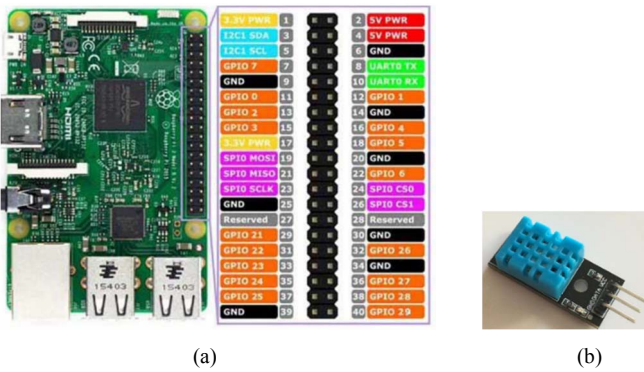 3.3V PWR 1 2 5V PWR
I2C1 SDA 3 4 5V PWR
I2C1 SCL 5 6 GND
GPIO 7 7 8 UART0 TX
GND 9 10 UART0 RX
GPIO 0 11 12 GPIO 1
GPIO 2 13 14 GND
GPIO 3 15 16 GPIO 4
3.3V PWR 17 18 GPIO 5
SPI0 MOSI 19 20 GND
SPI0 MISO 21 22 GPIO 6
SPI0 SCLK 23 24 SPI0 CS0
GND 25 26 SPI0 CS1
Reserved 27 28 Reserved
GPIO 21 29 30 GND
GPIO 22 31 32 GPIO 26
GPIO 23 33 34 GND
GPIO 24 35 36 GPIO 27
GPIO 25 37 38 GPIO 28
GND 39 40 GPIO 29
HDMI
15403
15403
(a)
(b)